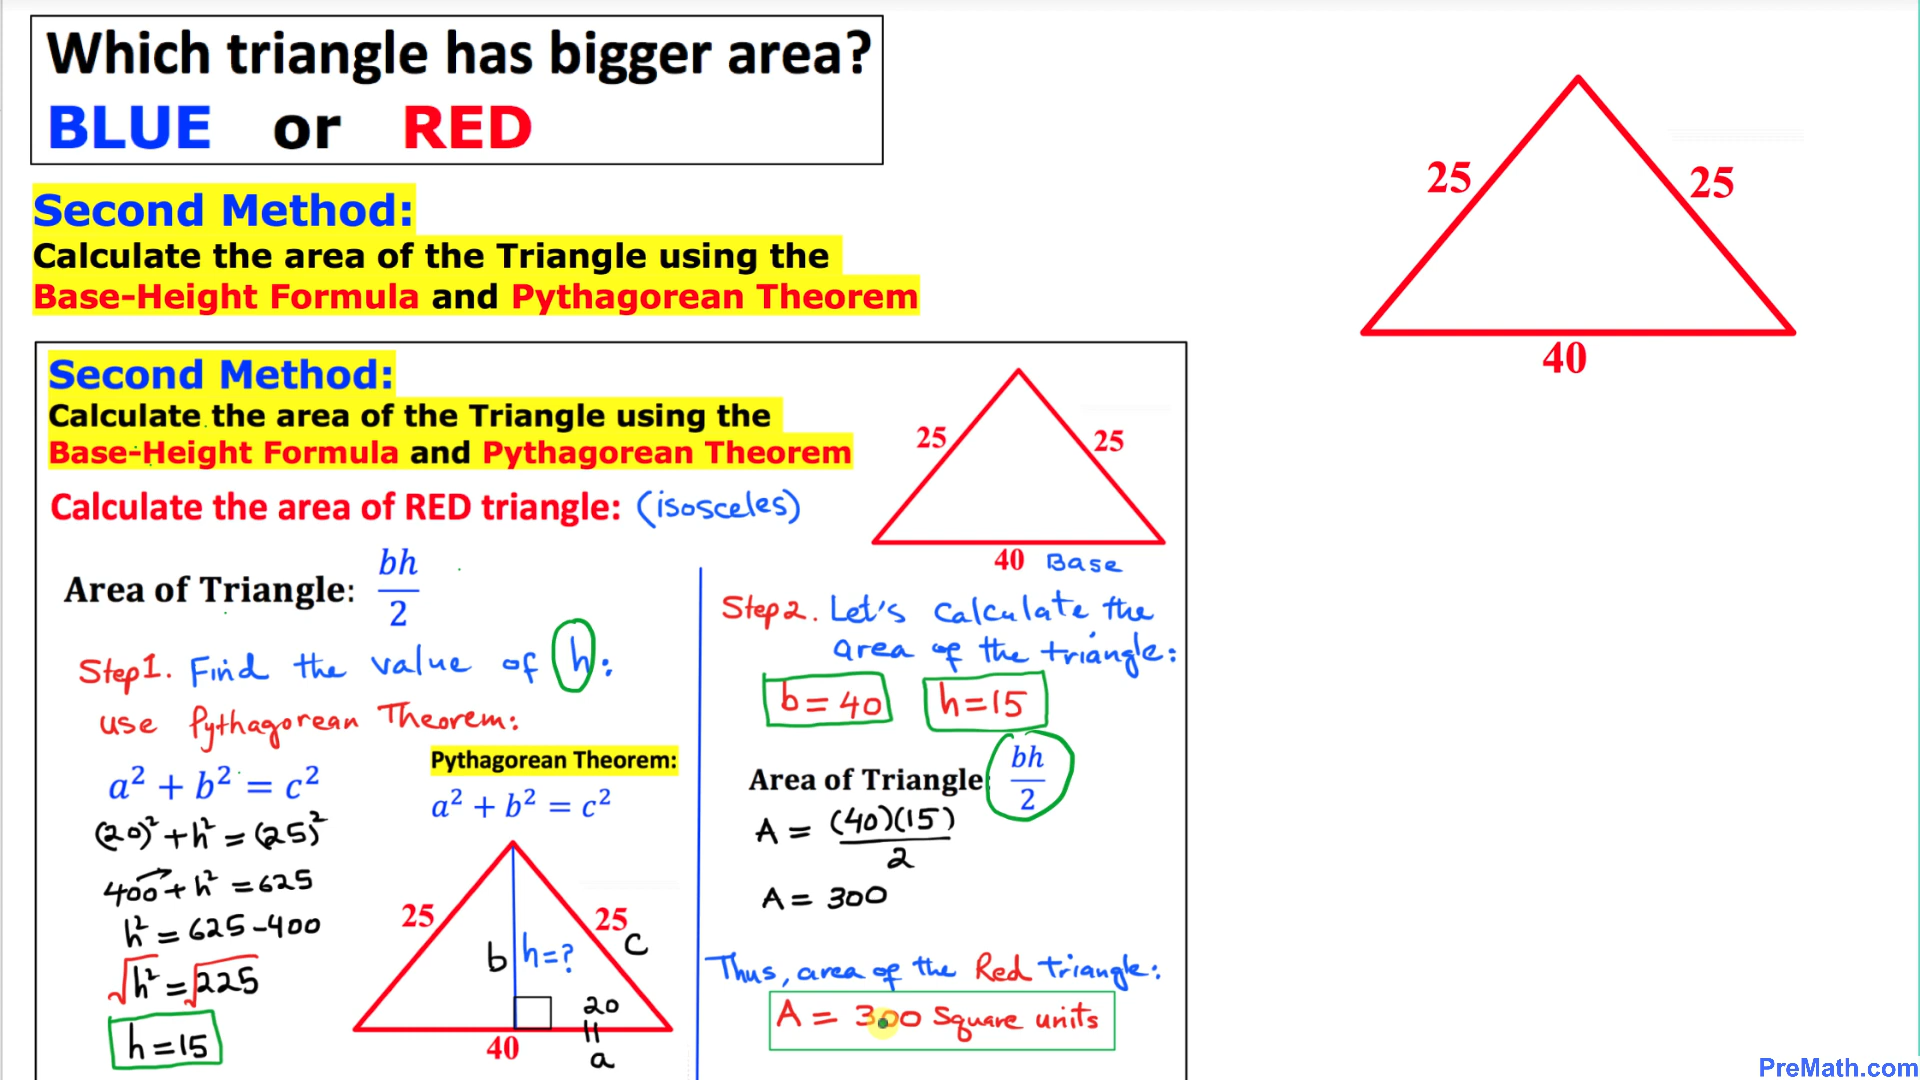 Which triangle has bigger area?
BLUE or RED
Second Method:
Calculate the area of the Triangle using the
Base-Height Formula and Pythagorean Theorem
25
25
40
Second Method:
Calculate the area of the Triangle using the
Base-Height Formula and Pythagorean Theorem
Calculate the area of RED triangle: (isosceles)
25
25
40 Base
Area of Triangle: bh/2
Step1. Find the value of h:
use Pythagorean Theorem:
a² + b² = c²
(20)² + h² = (25)²
400 + h² = 625
h² = 625 - 400
√h² = √225
h = 15
Pythagorean Theorem:
a² + b² = c²
25
25
b
h = ?
c
20
||
a
40
Step2. Let's calculate the
area of the triangle:
b = 40
h = 15
Area of Triangle: bh/2
A = (40)(15)/2
A = 300
Thus, area of the Red triangle:
A = 300 Square units
PreMath.com